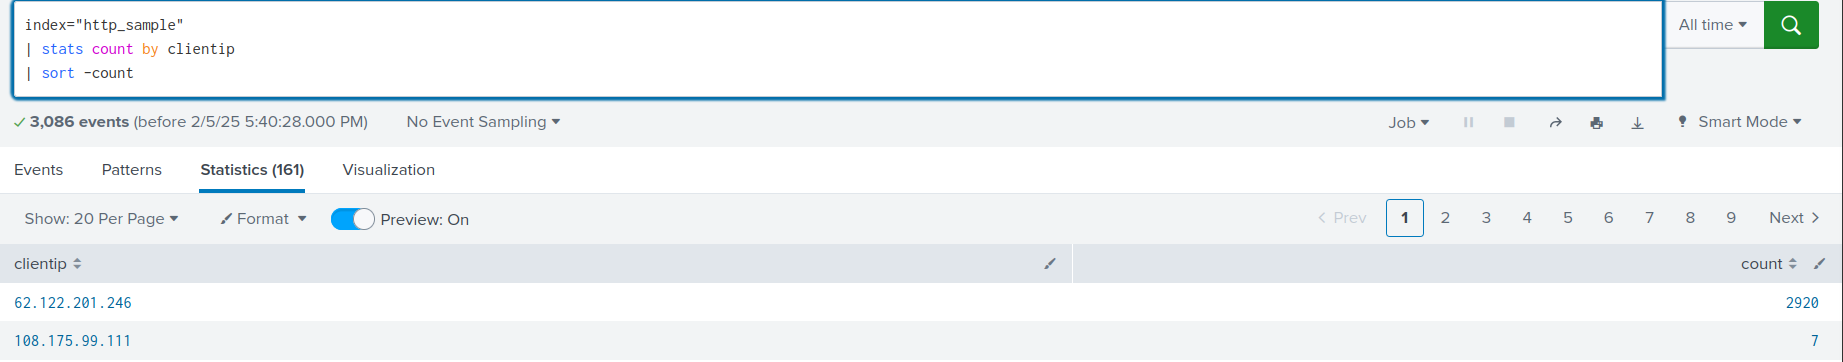 index="http_sample"
| stats count by clientip
| sort -count
All time
3,086 events (before 2/5/25 5:40:28.000 PM)
No Event Sampling
Job
Smart Mode
Events
Patterns
Statistics (161)
Visualization
Show: 20 Per Page
Format
Preview: On
< Prev 1 2 3 4 5 6 7 8 9 Next >
clientip
count
62.122.201.246
2920
108.175.99.111
7